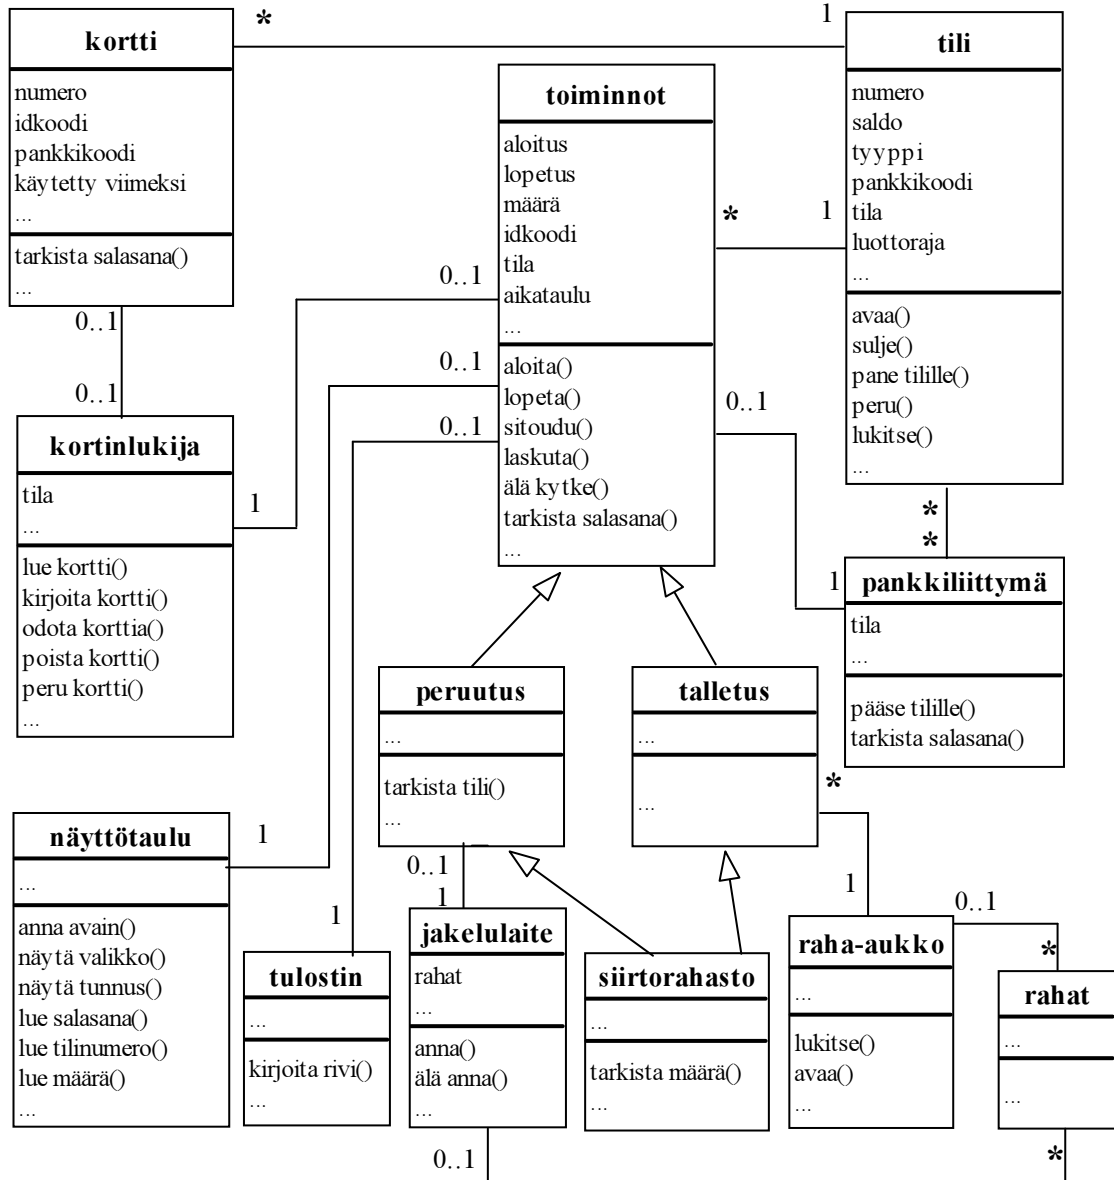 kortti
numero
idkoodi
pankkikoodi
käytetty viimeksi
...
tarkista salasana()
...
*
1
tili
numero
saldo
tyyppi
pankkikoodi
tila
luottoraja
...
avaa()
sulje()
pane tilille()
peru()
lukitse()
...
toiminnot
aloitus
lopetus
määrä
idkoodi
tila
aikataulu
...
aloita()
lopeta()
sitoudu()
laskuta()
älä kytke()
tarkista salasana()
...
*
1
0..1
0..1
0..1
0..1
0..1
0..1
1
kortinlukija
tila
...
lue kortti()
kirjoita kortti()
odota korttia()
poista kortti()
peru kortti()
...
*
*
1
pankkiliittymä
tila
...
pääse tilille()
tarkista salasana()
peruutus
...
tarkista tili()
...
talletus
...
...
*
näyttötaulu
...
anna avain()
näytä valikko()
näytä tunnus()
lue salasana()
lue tilinumero()
lue määrä()
...
1
1
tulostin
...
kirjoita rivi()
...
0..1
1
jakelulaite
rahat
...
anna()
älä anna()
...
0..1
siirtorahasto
...
tarkista määrä()
...
1
raha-aukko
...
lukitse()
avaa()
...
0..1
*
rahat
...
...
*